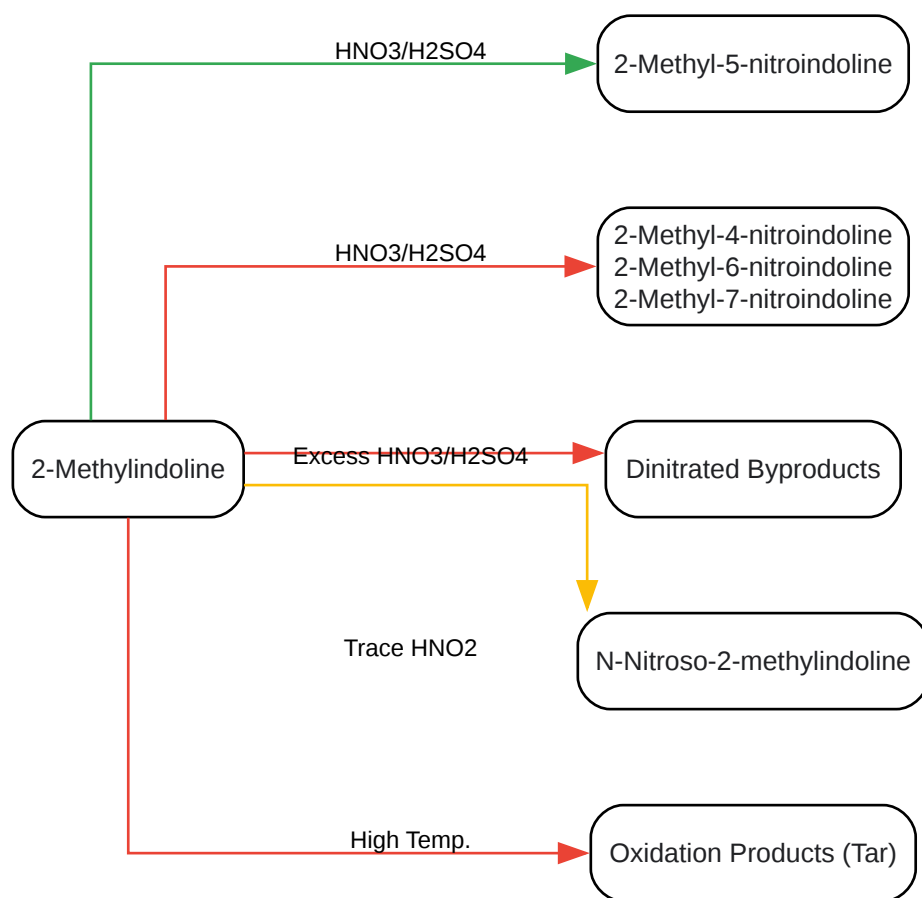 HNO3/H2SO4
2-Methyl-5-nitroindoline
HNO3/H2SO4
2-Methyl-4-nitroindoline
2-Methyl-6-nitroindoline
2-Methyl-7-nitroindoline
2-Methylindoline
Excess HNO3/H2SO4
Dinitrated Byproducts
Trace HNO2
N-Nitroso-2-methylindoline
High Temp.
Oxidation Products (Tar)